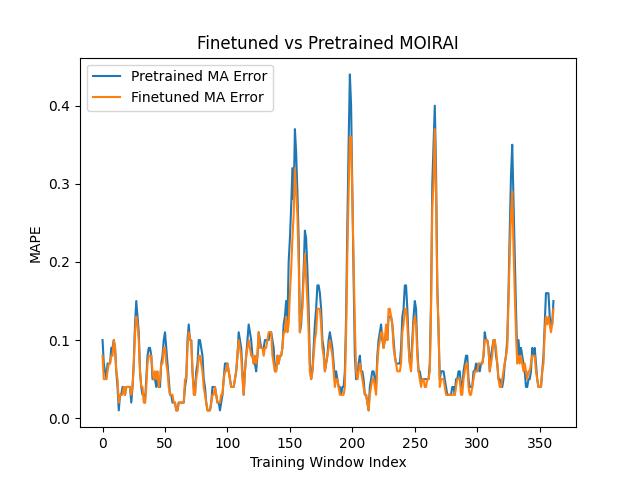 Finetuned vs Pretrained MOIRAI
Pretrained MA Error
Finetuned MA Error
0.4
0.3
0.2
0.1
0.0
MAPE
0 50 100 150 200 250 300 350
Training Window Index